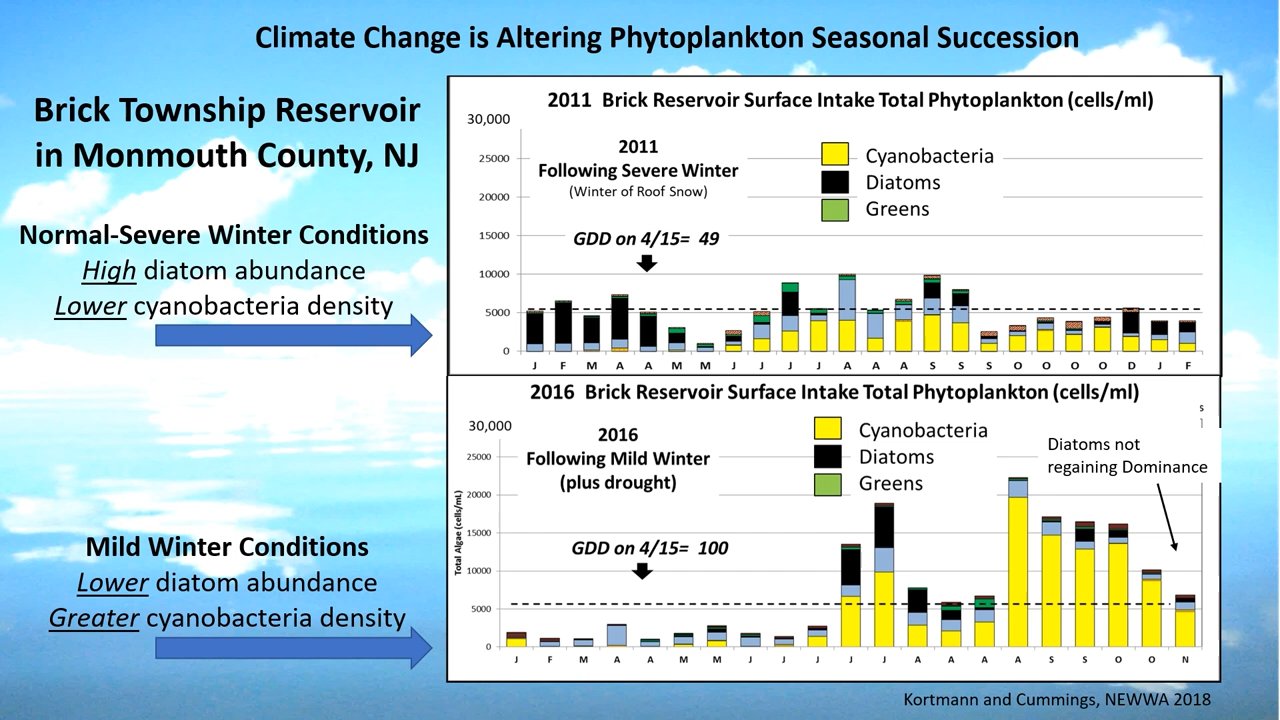 Climate Change is Altering Phytoplankton Seasonal Succession
Brick Township Reservoir
in Monmouth County, NJ
Normal-Severe Winter Conditions
High diatom abundance
Lower cyanobacteria density
Mild Winter Conditions
Lower diatom abundance
Greater cyanobacteria density
2011 Brick Reservoir Surface Intake Total Phytoplankton (cells/ml)
30,000
25000
20000
15000
10000
5000
0
2011
Following Severe Winter
(Winter of Roof Snow)
GDD on 4/15= 49
Cyanobacteria
Diatoms
Greens
J F M A A M M J J J J A A A S S S O O O O D J F
2016 Brick Reservoir Surface Intake Total Phytoplankton (cells/ml)
30,000
25000
20000
15000
10000
5000
0
Total Algae (cells/mL)
2016
Following Mild Winter
(plus drought)
GDD on 4/15= 100
Cyanobacteria
Diatoms
Greens
s
Diatoms not
regaining Dominance
J F M A A M M J J J J J A A A A S S O O N
Kortmann and Cummings, NEWWA 2018